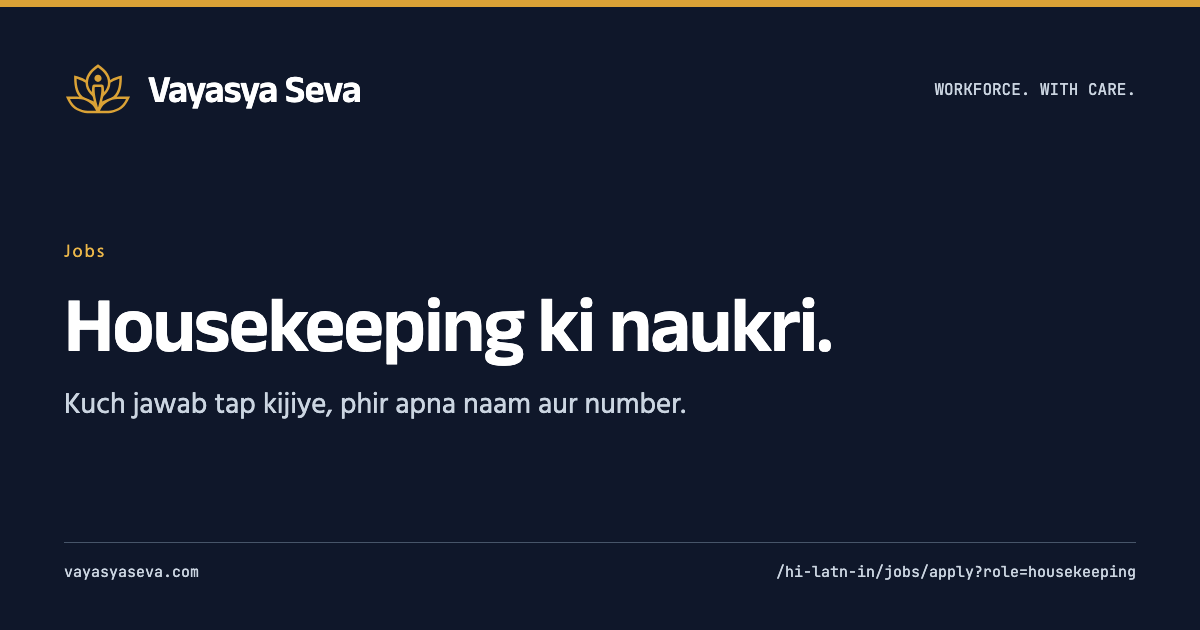 Vayasya Seva
WORKFORCE. WITH CARE.
Jobs
Housekeeping ki naukri.
Kuch jawab tap kijiye, phir apna naam aur number.
vayasyaseva.com
/hi-latn-in/jobs/apply?role=housekeeping